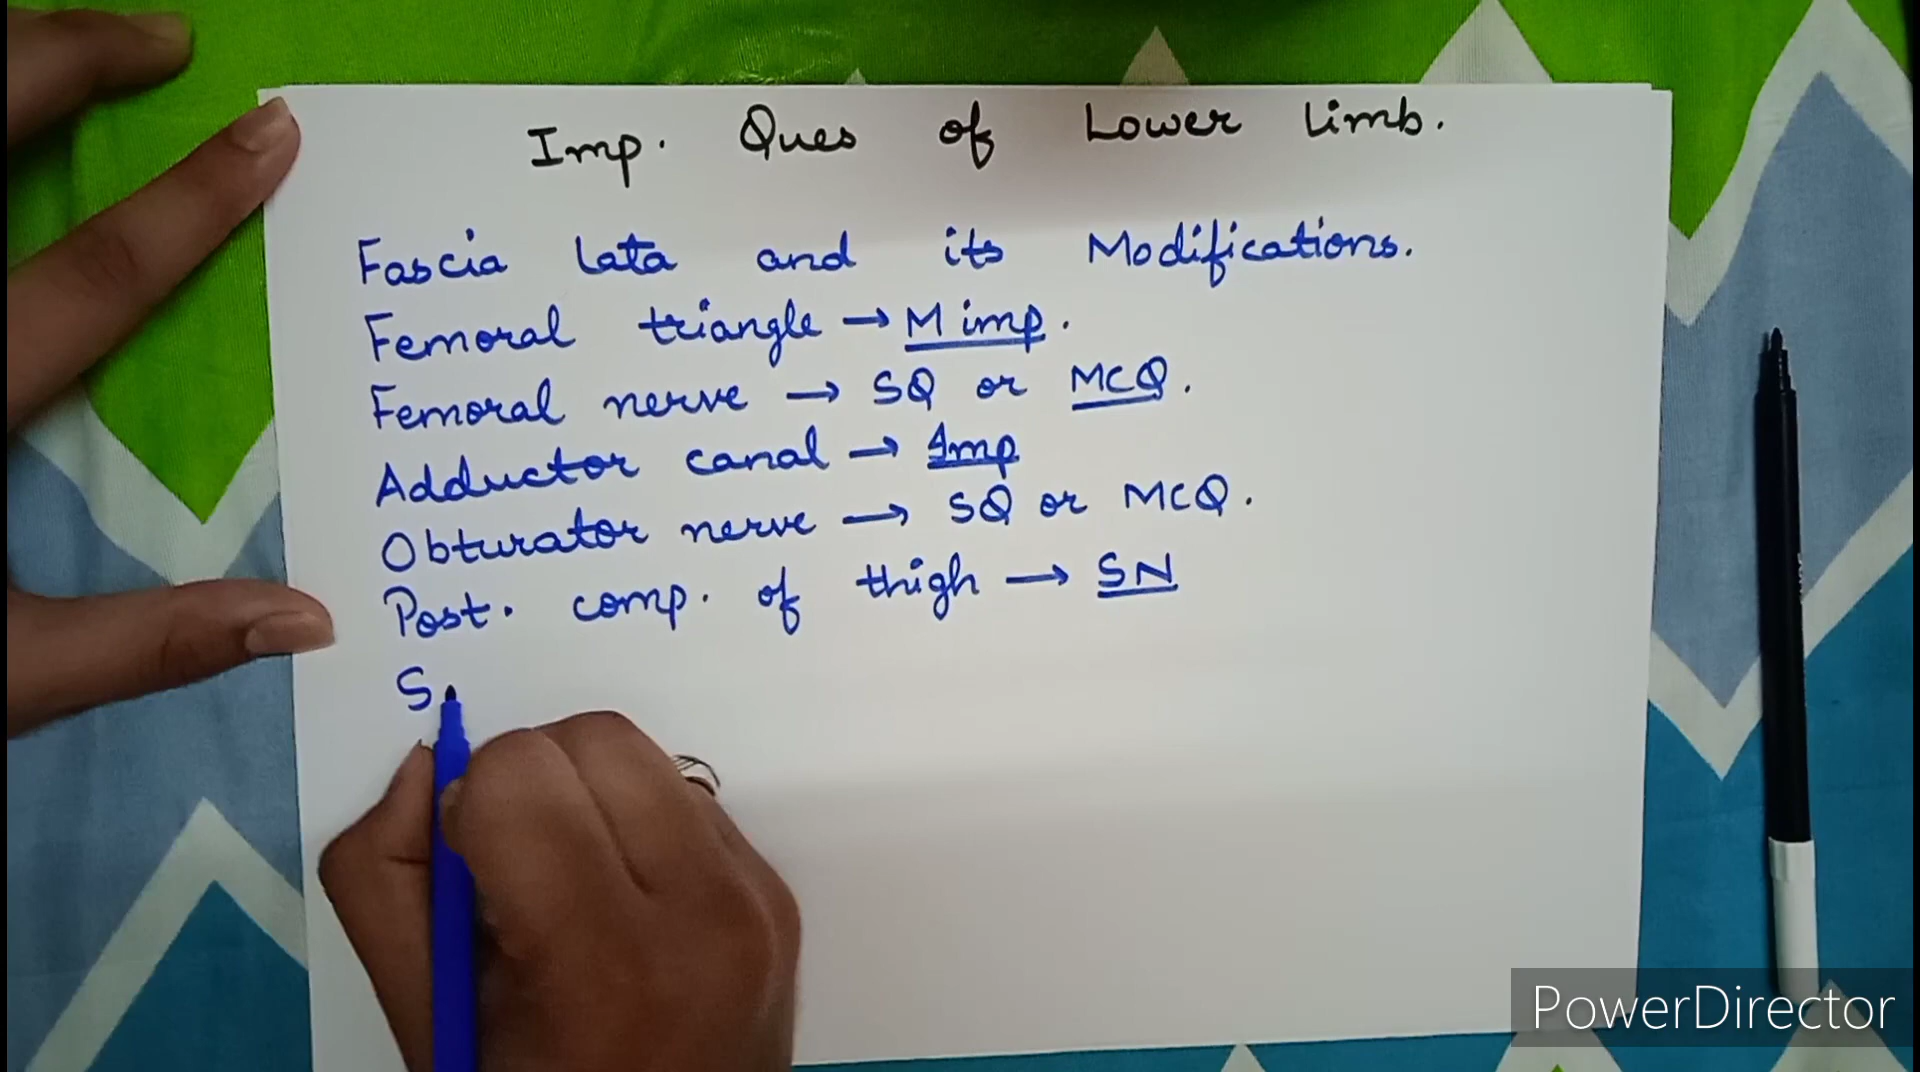 Imp. Ques of Lower limb.
Fascia lata and its Modifications.
Femoral triangle → M imp.
Femoral nerve → SQ or MCQ.
Adductor canal → Imp
Obturator nerve → SQ or MCQ.
Post. comp. of thigh → SN
S
PowerDirector